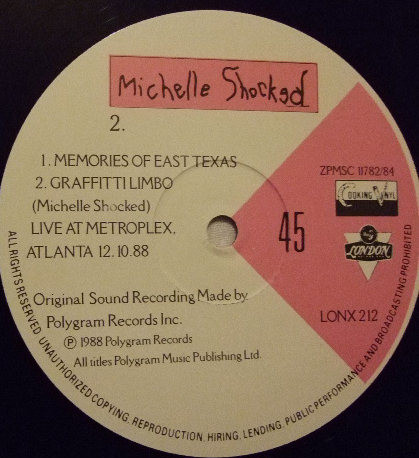 Michelle Shocked
2.
1. MEMORIES OF EAST TEXAS
2. GRAFFITTI LIMBO
(Michelle Shocked)
LIVE AT METROPLEX,
ATLANTA 12.10.88
ZPMSC 11782/84
COOKING VINYL
LONDON
45
LONX 212
Original Sound Recording Made by
Polygram Records Inc.
Ⓟ 1988 Polygram Records
All titles Polygram Music Publishing Ltd.
ALL RIGHTS RESERVED. UNAUTHORIZED COPYING, REPRODUCTION, HIRING, LENDING, PUBLIC PERFORMANCE AND BROADCASTING PROHIBITED